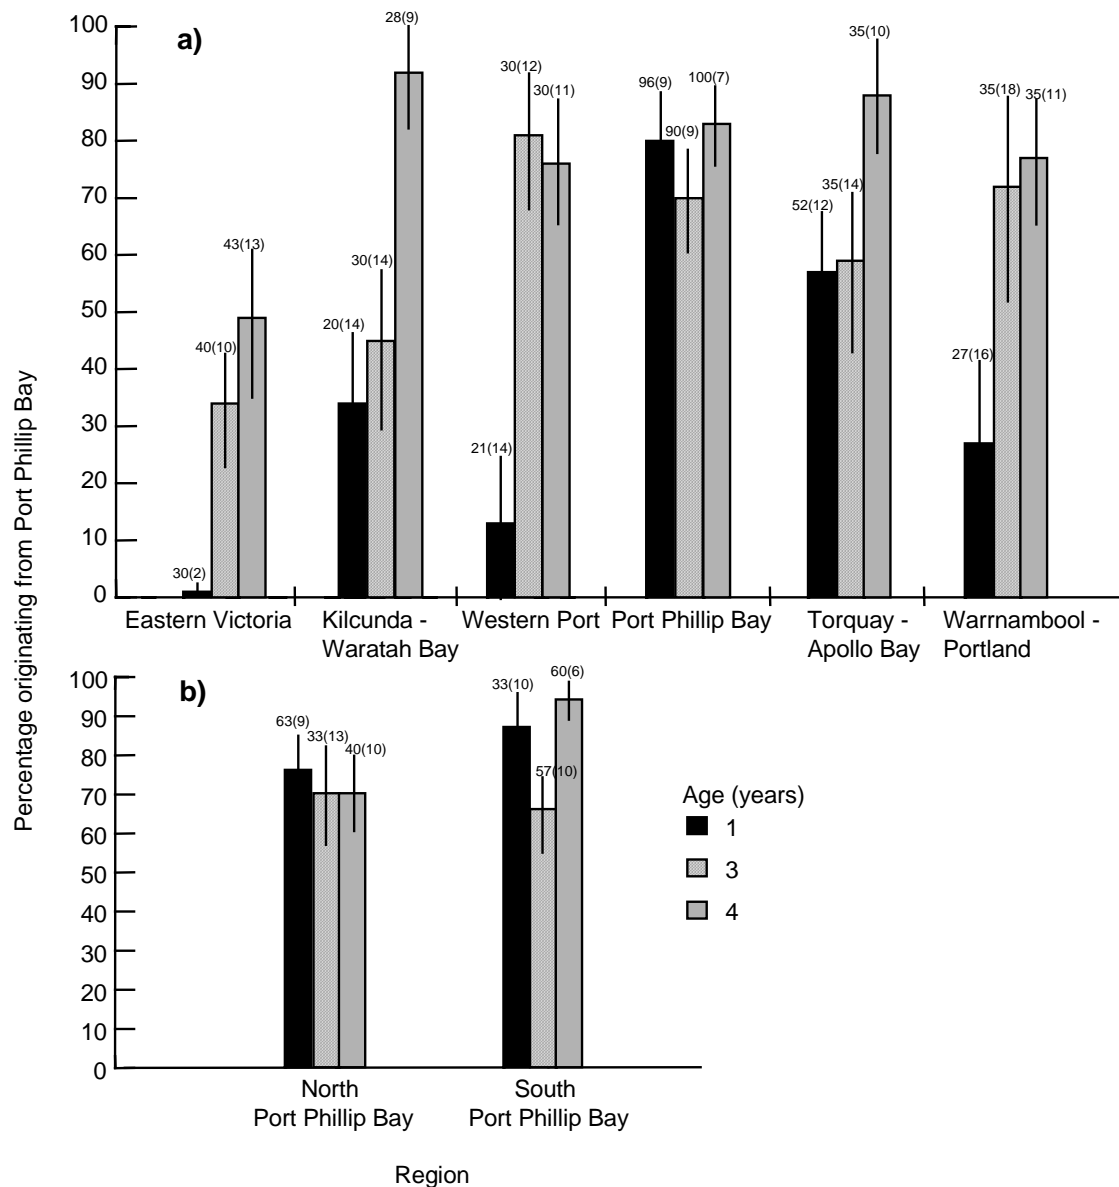 a)
Percentage originating from Port Phillip Bay
100
90
80
70
60
50
40
30
20
10
0
30(2)
40(10)
43(13)
20(14)
30(14)
28(9)
21(14)
30(12)
30(11)
96(9)
90(9)
100(7)
52(12)
35(14)
35(10)
27(16)
35(18)
35(11)
Eastern Victoria
Kilcunda -
Waratah Bay
Western Port
Port Phillip Bay
Torquay -
Apollo Bay
Warrnambool -
Portland
b)
100
90
80
70
60
50
40
30
20
10
0
63(9)
33(13)
40(10)
33(10)
57(10)
60(6)
North
Port Phillip Bay
South
Port Phillip Bay
Age (years)
1
3
4
Region